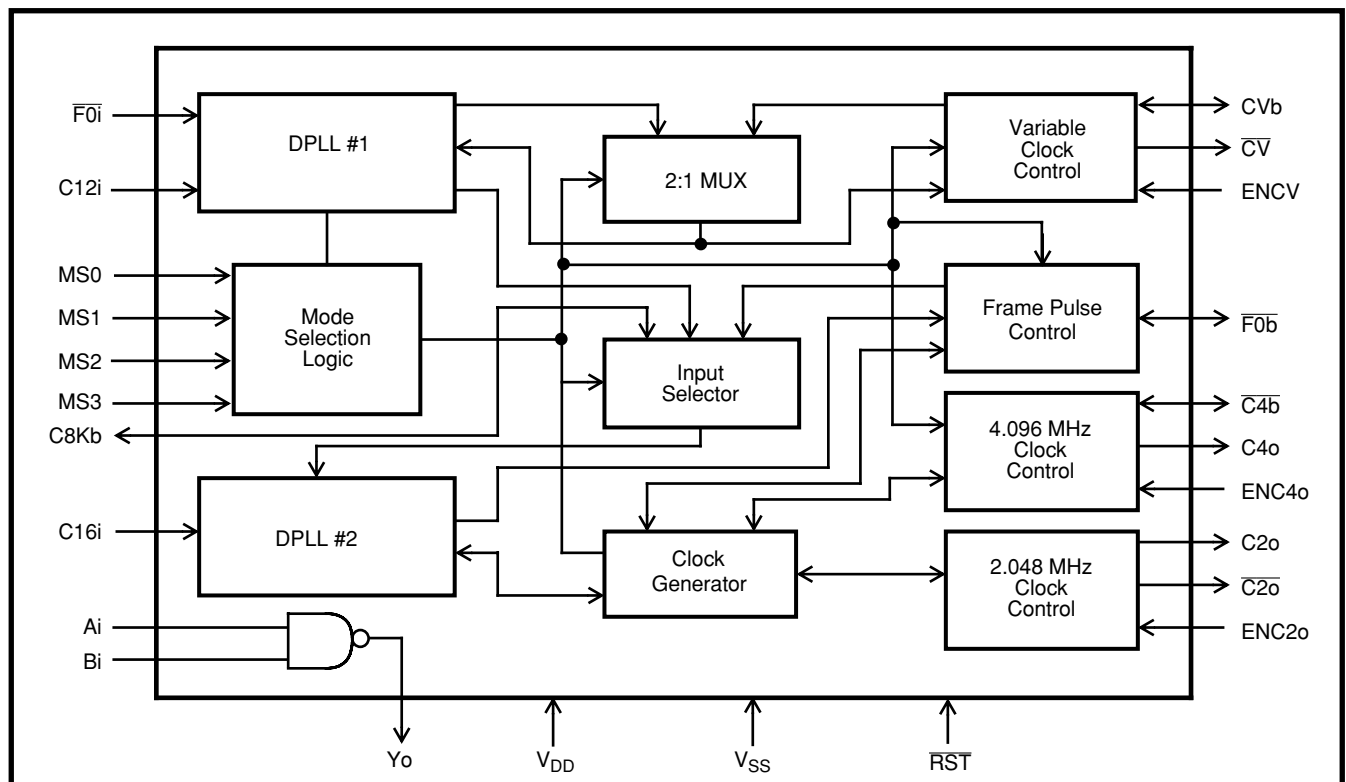 F0i
C12i
MS0
MS1
MS2
MS3
C8Kb
C16i
Ai
Bi
DPLL #1
Mode
Selection
Logic
DPLL #2
2:1 MUX
Input
Selector
Clock
Generator
Variable
Clock
Control
Frame Pulse
Control
4.096 MHz
Clock
Control
2.048 MHz
Clock
Control
CVb
CV
ENCV
F0b
C4b
C4o
ENC4o
C2o
C2o
ENC2o
Yo
VDD
VSS
RST